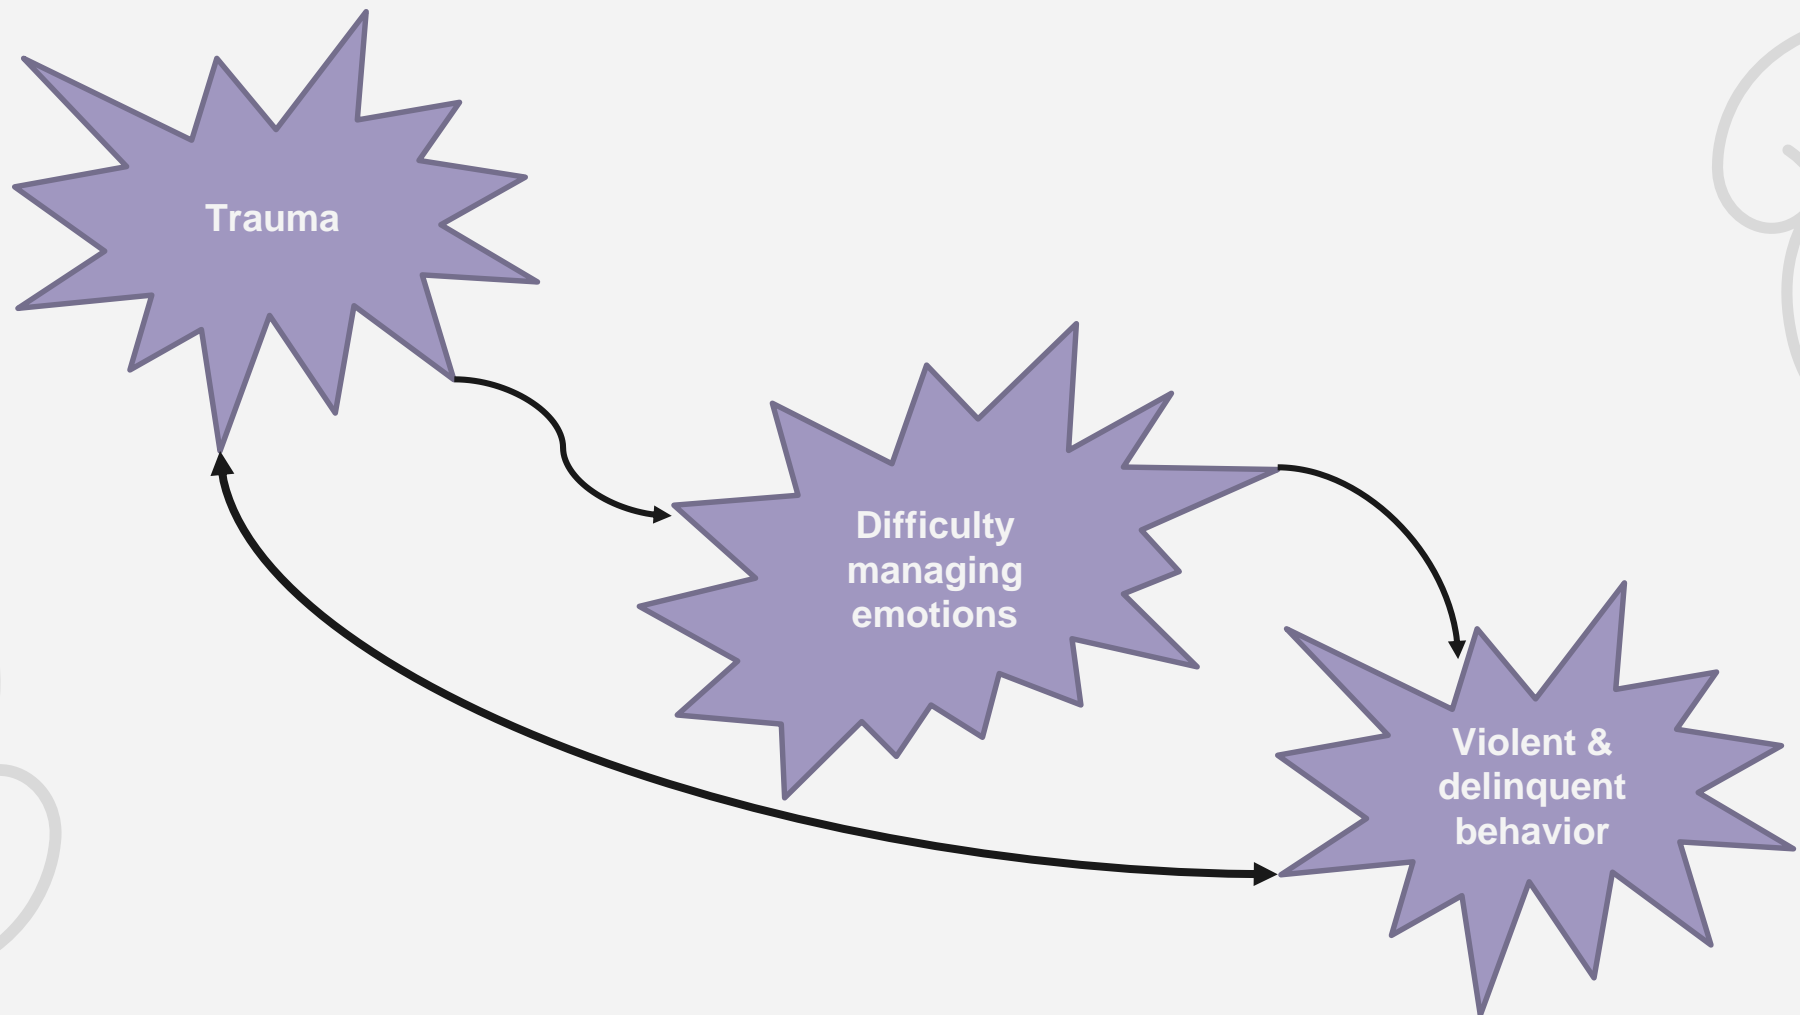 Trauma
Difficulty
managing
emotions
Violent &
delinquent
behavior